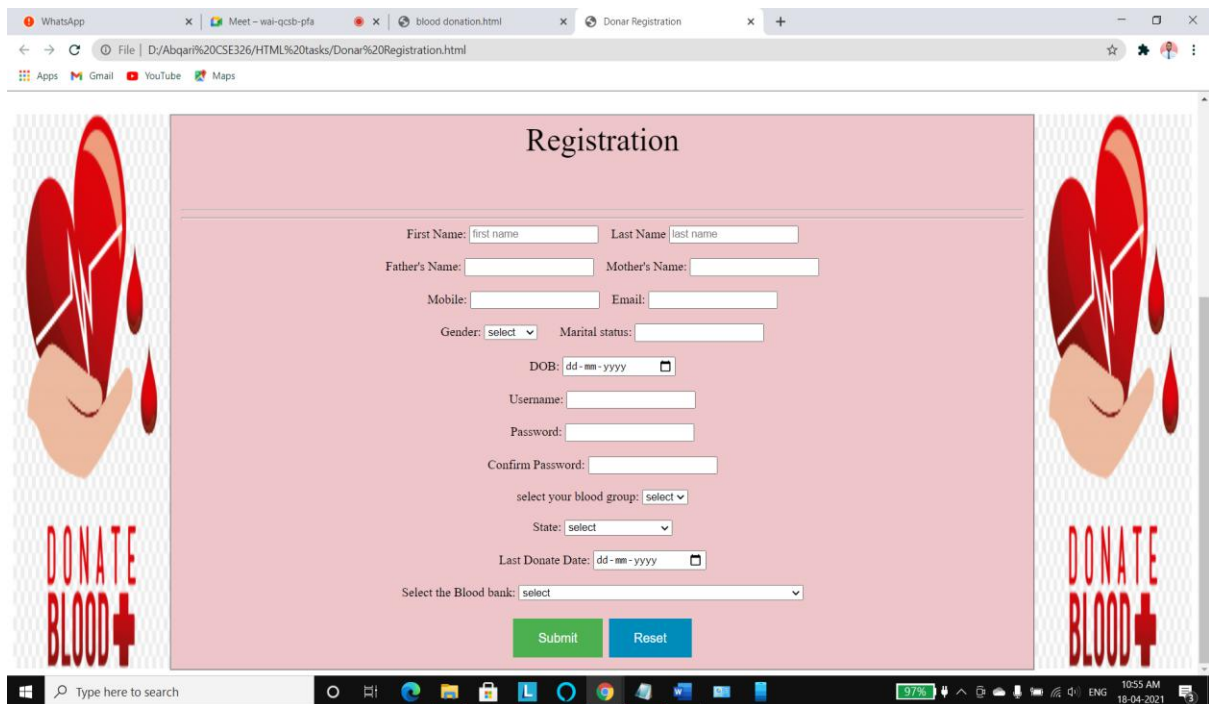 WhatsApp Meet – wai-qcsb-pfa blood donation.html Donar Registration
File D:/Abqari%20CSE326/HTML%20tasks/Donar%20Registration.html
Apps Gmail YouTube Maps
Registration
First Name: first name Last Name last name
Father's Name: Mother's Name:
Mobile: Email:
Gender: select Marital status:
DOB: dd-mm-yyyy
Username:
Password:
Confirm Password:
select your blood group: select
State: select
Last Donate Date: dd-mm-yyyy
Select the Blood bank: select
Submit Reset
DONATE
BLOOD
DONATE
BLOOD
Type here to search 97% ENG 10:55 AM
18-04-2021 3